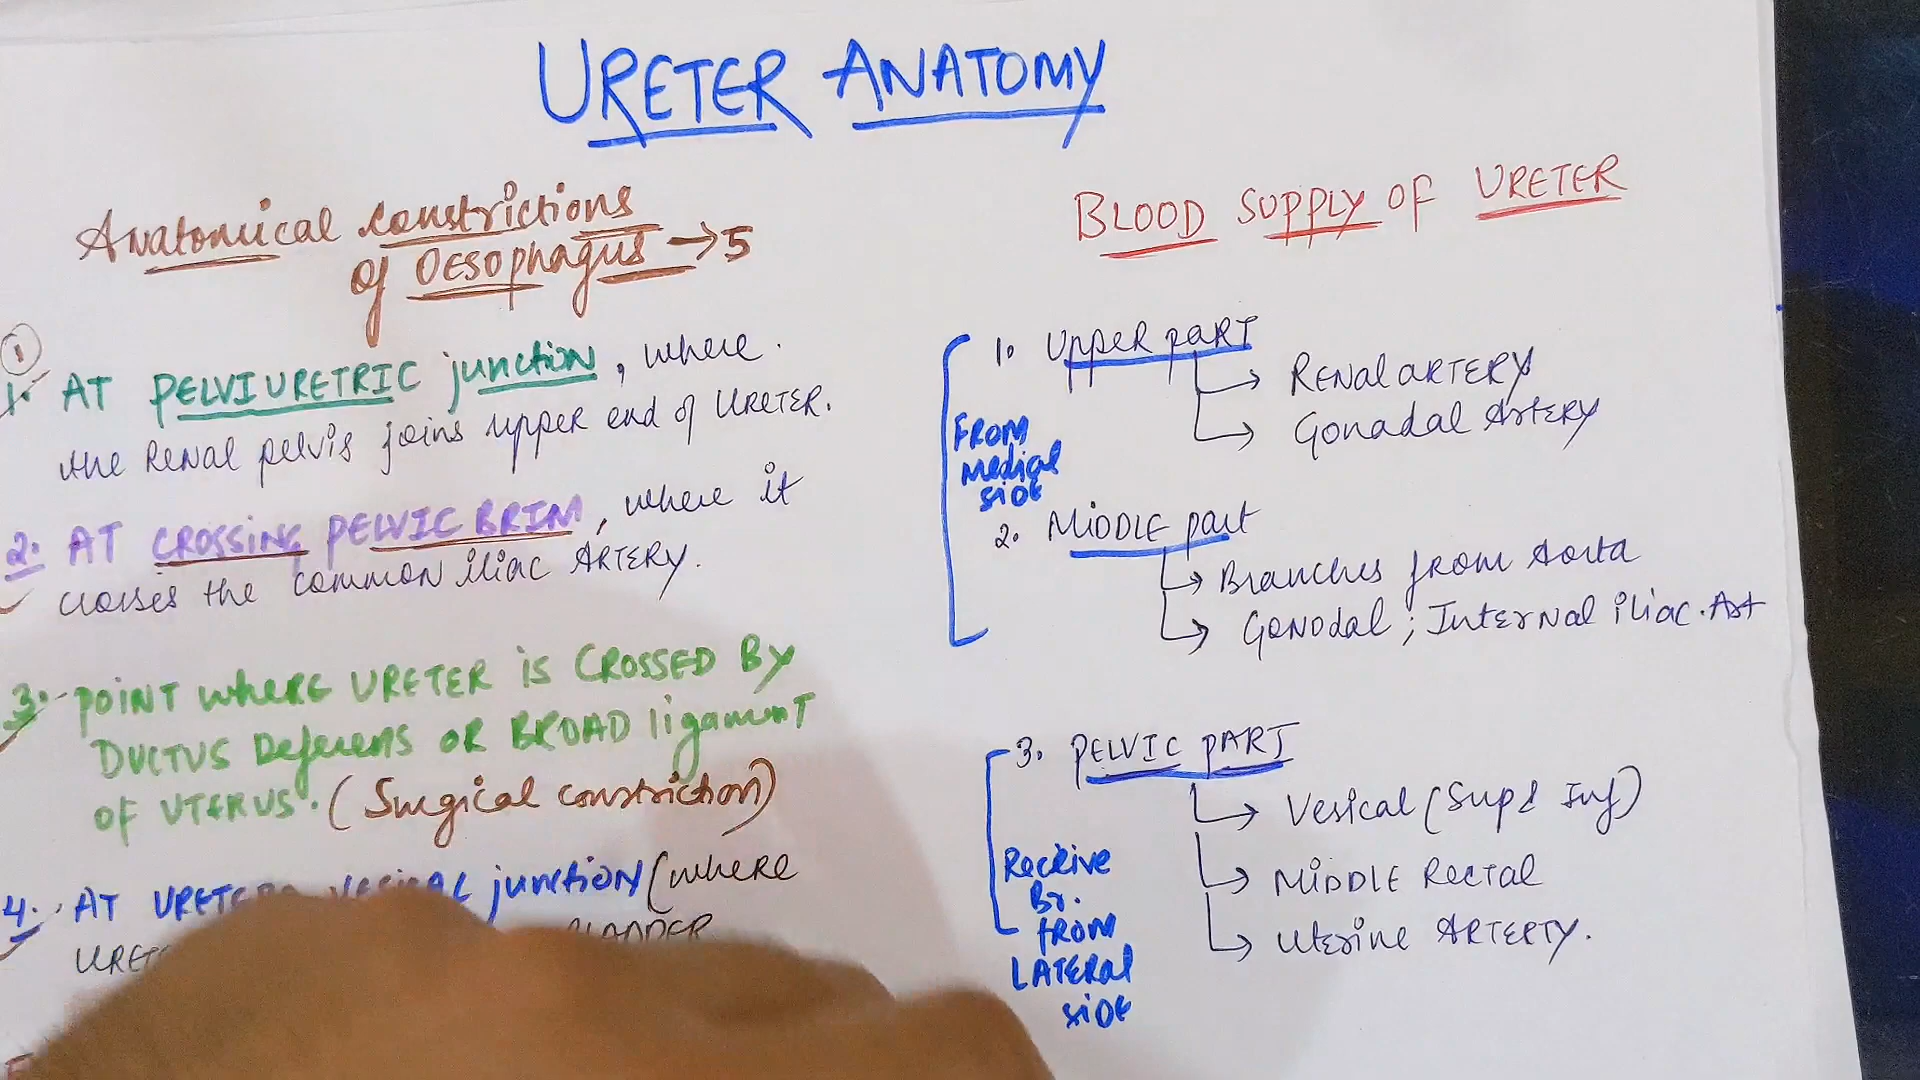 URETER ANATOMY
Anatomical constrictions
of OESophagus → 5
1
1. AT PELVIURETRIC junction, where
the RENal pelvis joins upper end of URETER.
2. AT CROSSING PELVIC BRIM, where it
crosses the common iliac ARTERY.
3. POINT WHERE URETER is CROSSED By
DUCTUS Deferens OR BROAD ligament
OF UTERUS. (Surgical constriction)
4. AT junction (where
BLOOD SUPPLY OF URETER
1. UPPER PART
RENal ARTERY
Gonadal Artery
FROM
Medical
SIDE
2. MIDDLE part
Branches from Aorta
GONodal ; INTERNal iliac. Art
3. PELVIC PART
Vesical (Sup & Inf)
MIDDLE Rectal
Uterine ARTERTY.
Receive
Br.
FROM
LATERal
SIDE